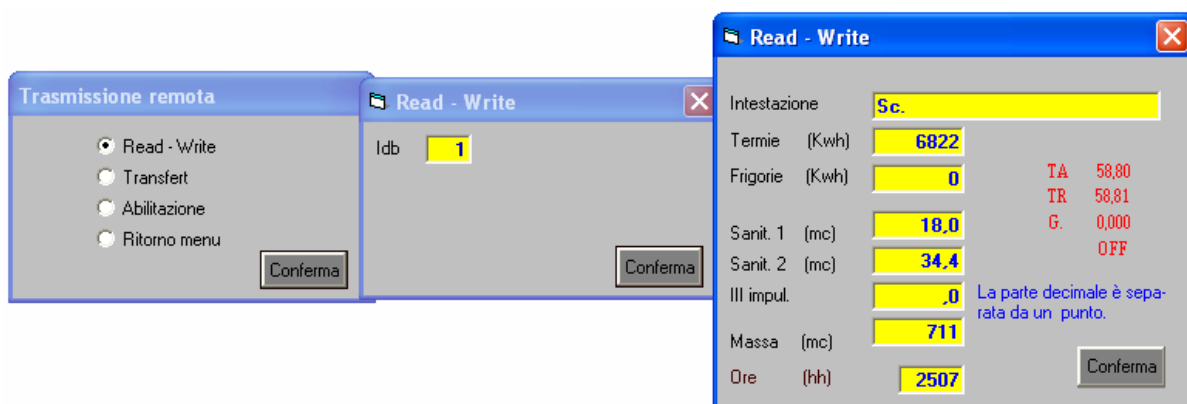 Trasmissione remota
Read - Write
Transfert
Abilitazione
Ritorno menu
Conferma
Read - Write
Idb 1
Conferma
Read - Write
Intestazione Sc.
Termie (Kwh) 6822
Frigorie (Kwh) 0
TA 58,80
TR 58,81
G. 0,000
OFF
Sanit. 1 (mc) 18,0
Sanit. 2 (mc) 34,4
III impul. ,0
La parte decimale è sepa-
rata da un punto.
Massa (mc) 711
Ore (hh) 2507
Conferma